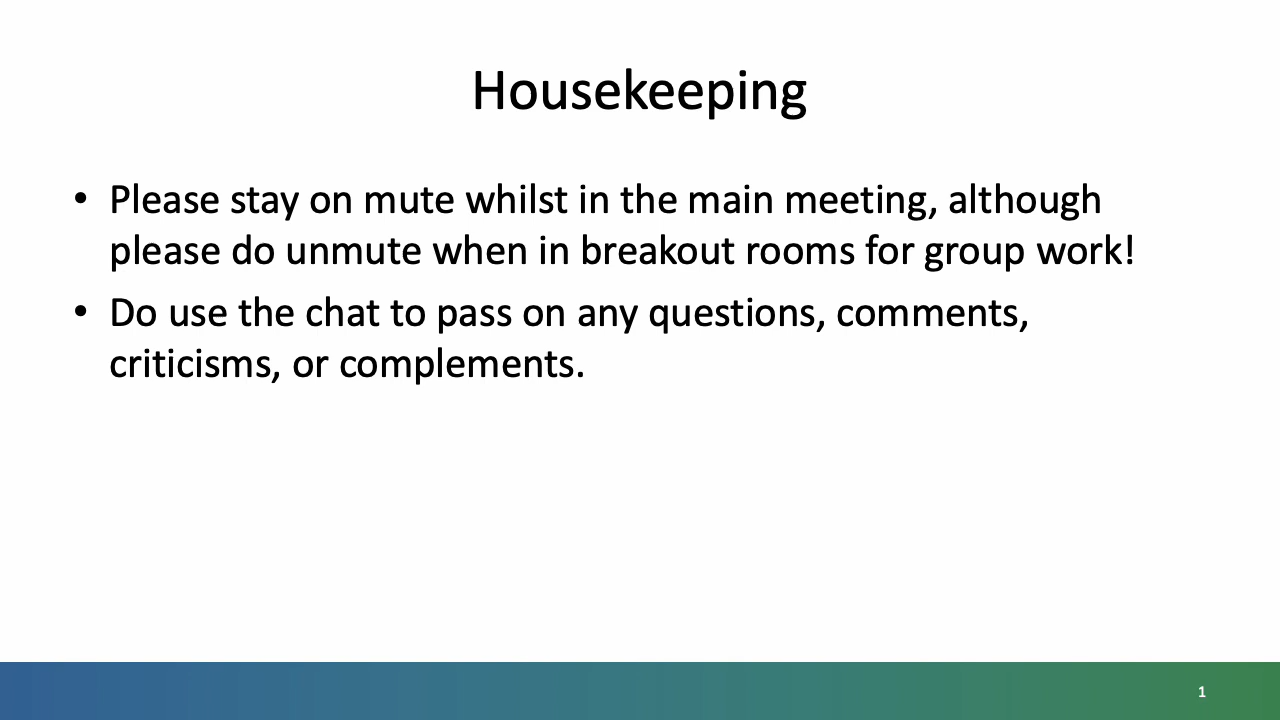 Housekeeping
• Please stay on mute whilst in the main meeting, although
please do unmute when in breakout rooms for group work!
• Do use the chat to pass on any questions, comments,
criticisms, or complements.
1